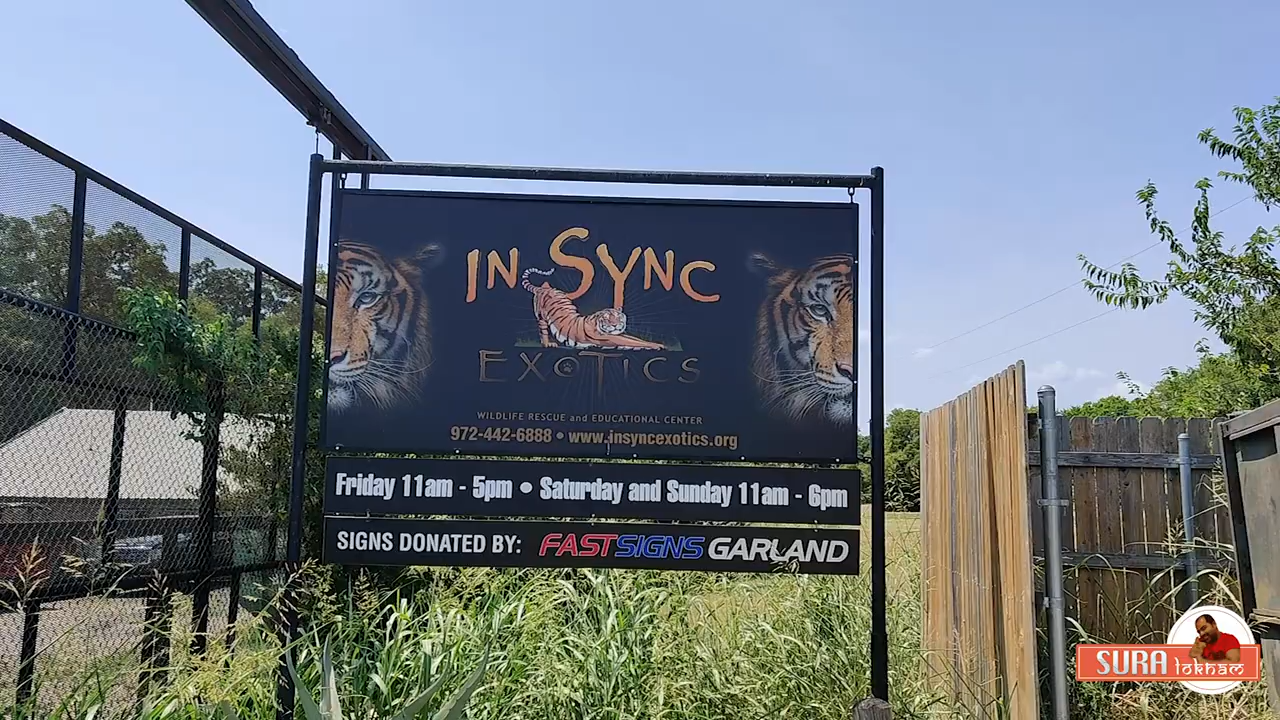 IN SYNC
EXOTICS
WILDLIFE RESCUE and EDUCATIONAL CENTER
972-442-6888 • www.insyncexotics.org
Friday 11am - 5pm • Saturday and Sunday 11am - 6pm
SIGNS DONATED BY: FASTSIGNS GARLAND
SURA lokham